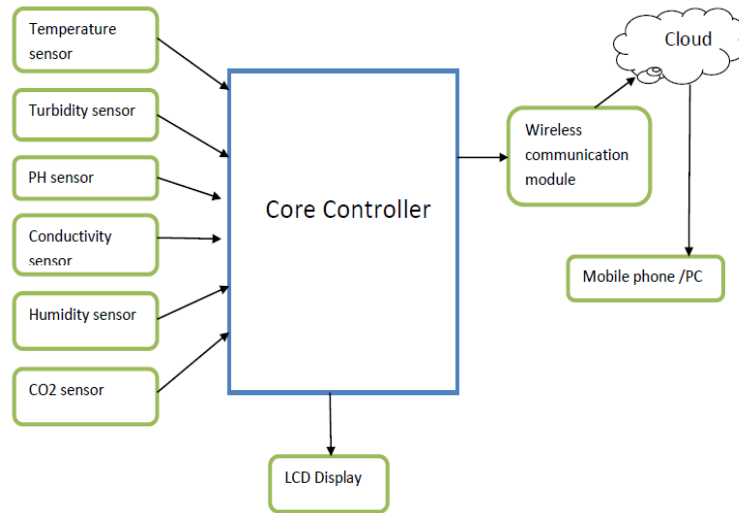 Temperature
sensor
Turbidity sensor
PH sensor
Conductivity
sensor
Humidity sensor
CO2 sensor
Core Controller
LCD Display
Wireless
communication
module
Cloud
Mobile phone /PC